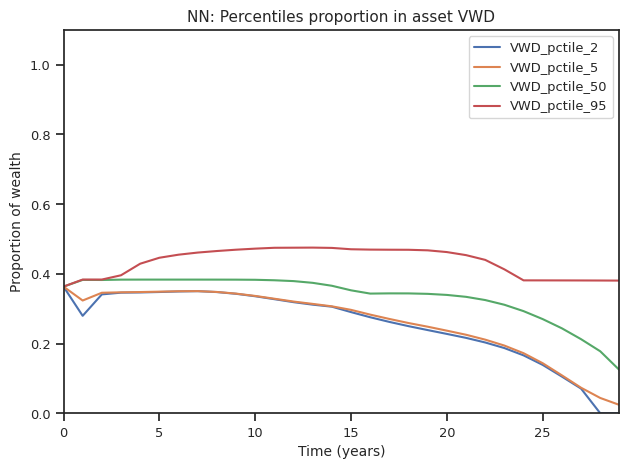 NN: Percentiles proportion in asset VWD
VWD_pctile_2
VWD_pctile_5
VWD_pctile_50
VWD_pctile_95
Proportion of wealth
1.0
0.8
0.6
0.4
0.2
0.0
0 5 10 15 20 25
Time (years)